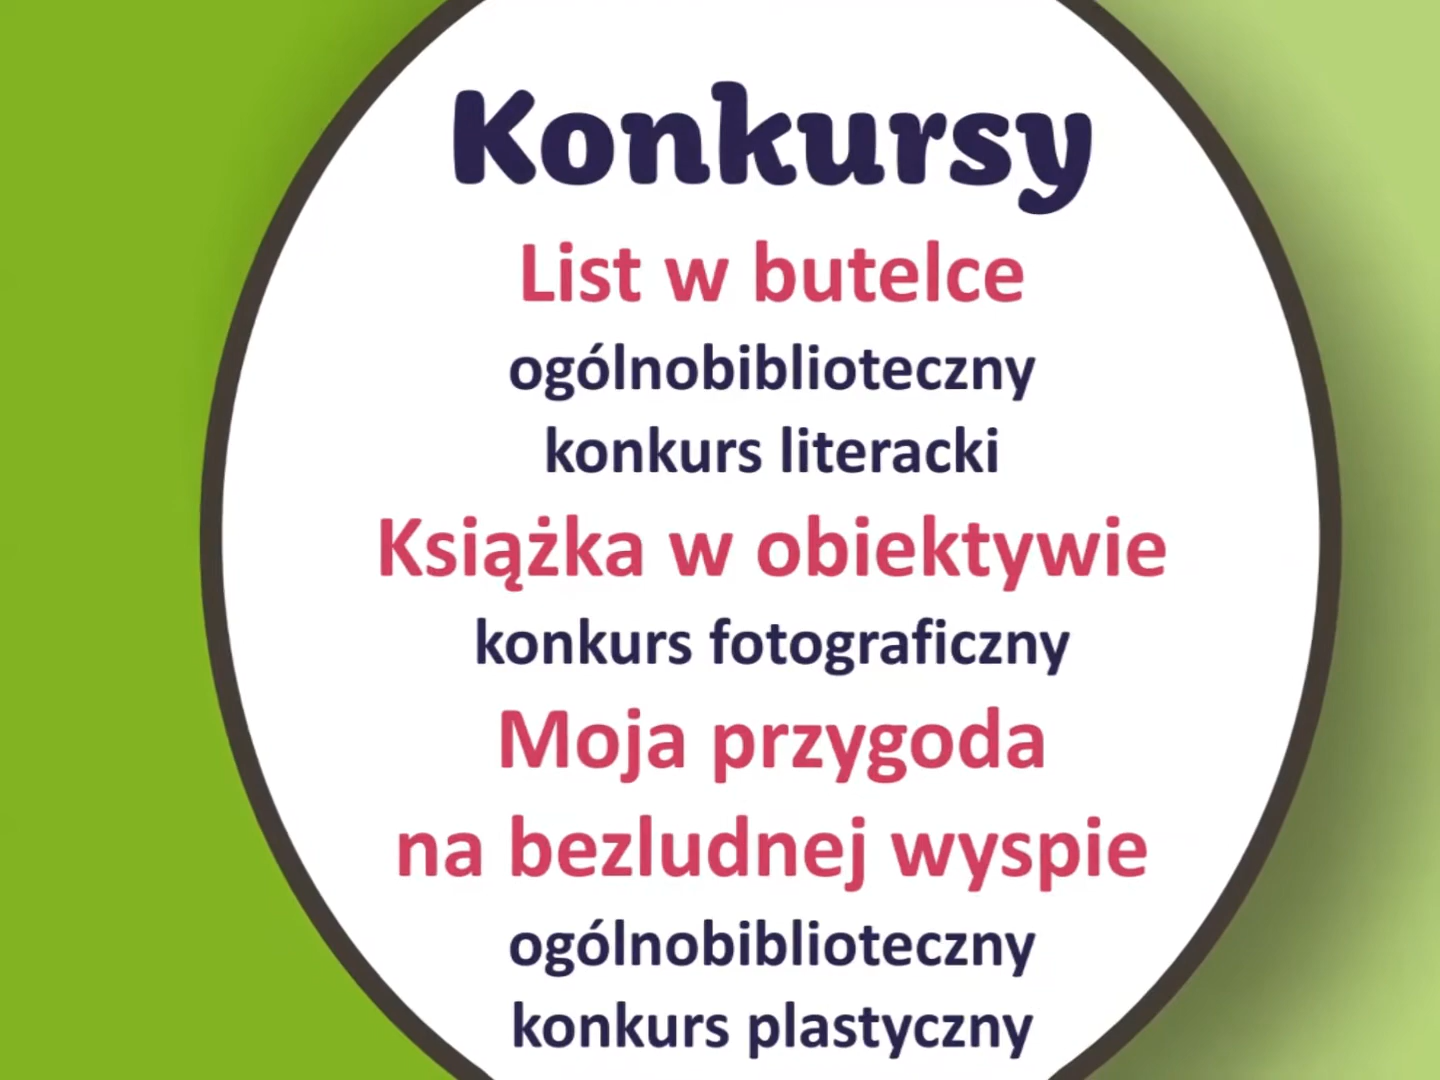 Konkursy
List w butelce
ogólnobiblioteczny
konkurs literacki
Książka w obiektywie
konkurs fotograficzny
Moja przygoda
na bezludnej wyspie
ogólnobiblioteczny
konkurs plastyczny